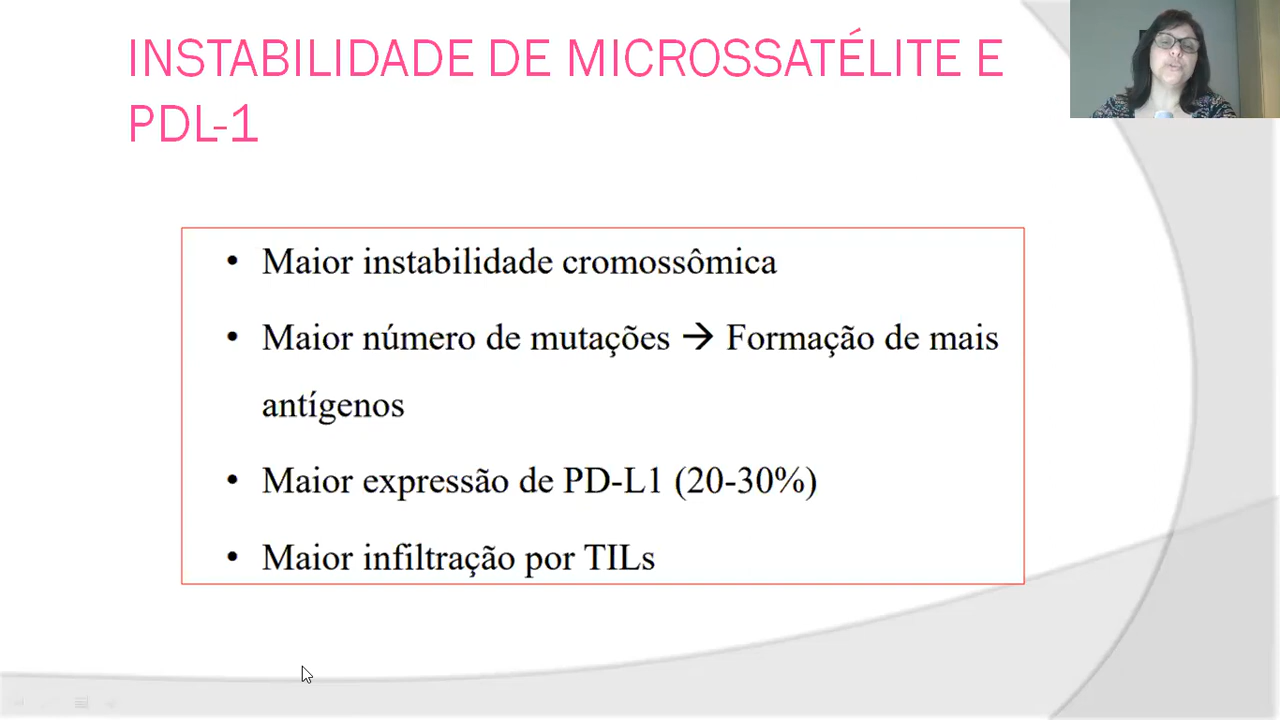 INSTABILIDADE DE MICROSSATÉLITE E
PDL-1
• Maior instabilidade cromossômica
• Maior número de mutações → Formação de mais
antígenos
• Maior expressão de PD-L1 (20-30%)
• Maior infiltração por TILs